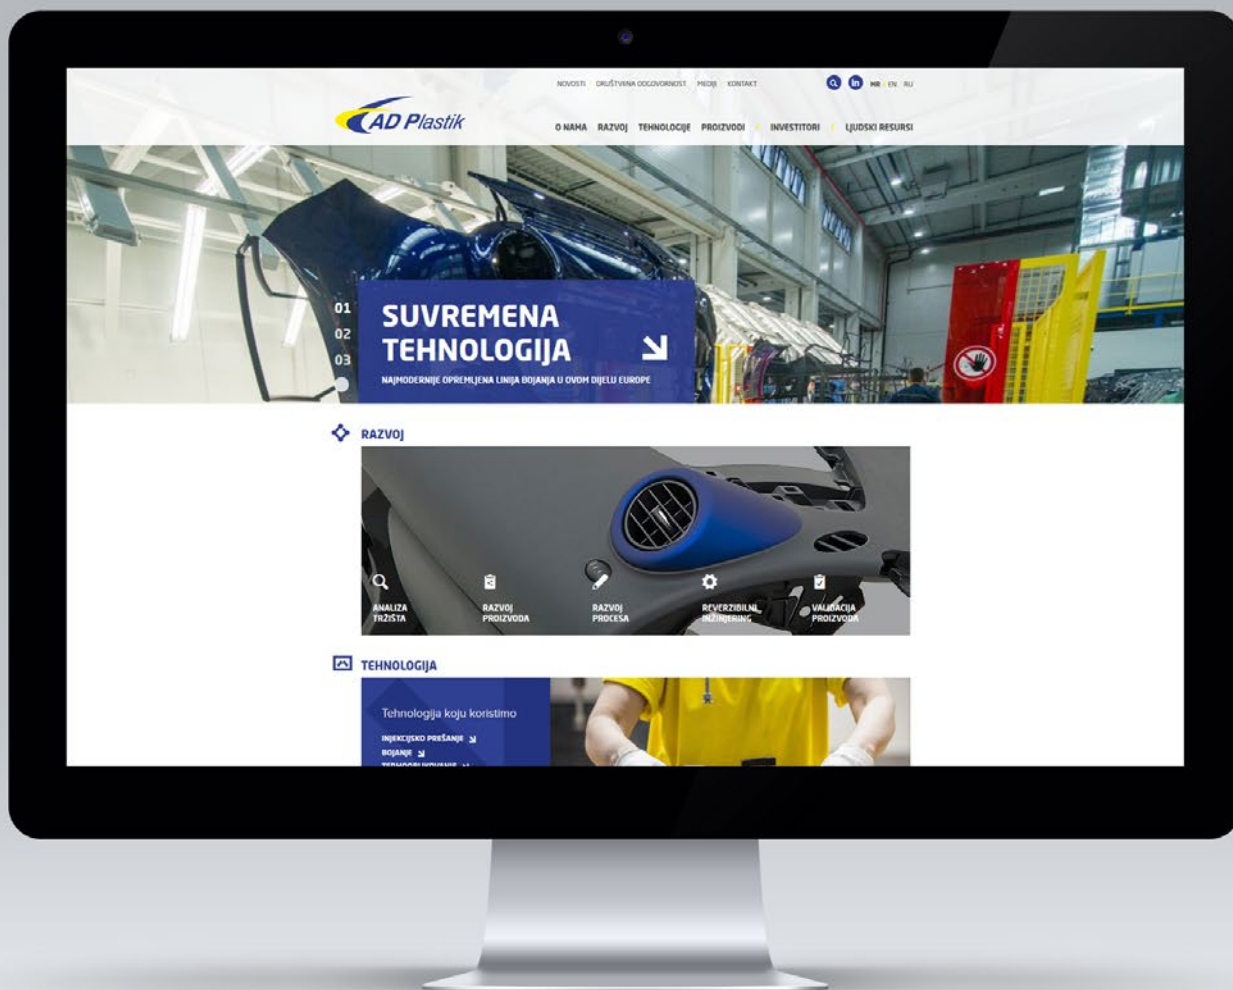 NOVOSTI DRUŠTVENA ODGOVORNOST MEDIJI KONTAKT
in HR EN RU
AD Plastik
O NAMA RAZVOJ TEHNOLOGIJE PROIZVODI INVESTITORI LJUDSKI RESURSI
01
02
03
SUVREMENA
TEHNOLOGIJA
NAJMODERNIJE OPREMLJENA LINIJA BOJANJA U OVOM DIJELU EUROPE
RAZVOJ
ANALIZA
TRŽIŠTA
RAZVOJ
PROIZVODA
RAZVOJ
PROCESA
REVERZIBILNI
INŽINJERING
VALIDACIJA
PROIZVODA
TEHNOLOGIJA
Tehnologija koju koristimo
INJEKCIJSKO PREŠANJE
BOJANJE